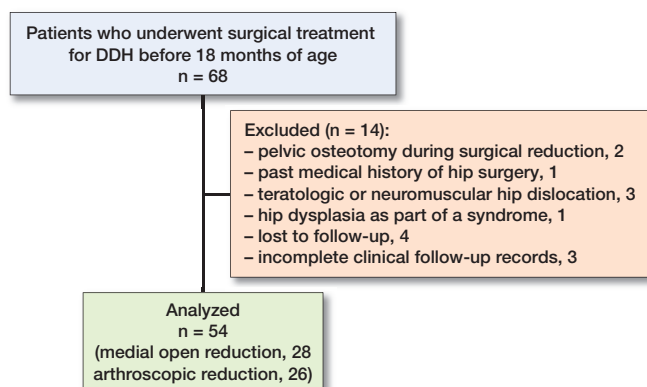 Patients who underwent surgical treatment
for DDH before 18 months of age
n = 68
Excluded (n = 14):
– pelvic osteotomy during surgical reduction, 2
– past medical history of hip surgery, 1
– teratologic or neuromuscular hip dislocation, 3
– hip dysplasia as part of a syndrome, 1
– lost to follow-up, 4
– incomplete clinical follow-up records, 3
Analyzed
n = 54
(medial open reduction, 28
arthroscopic reduction, 26)